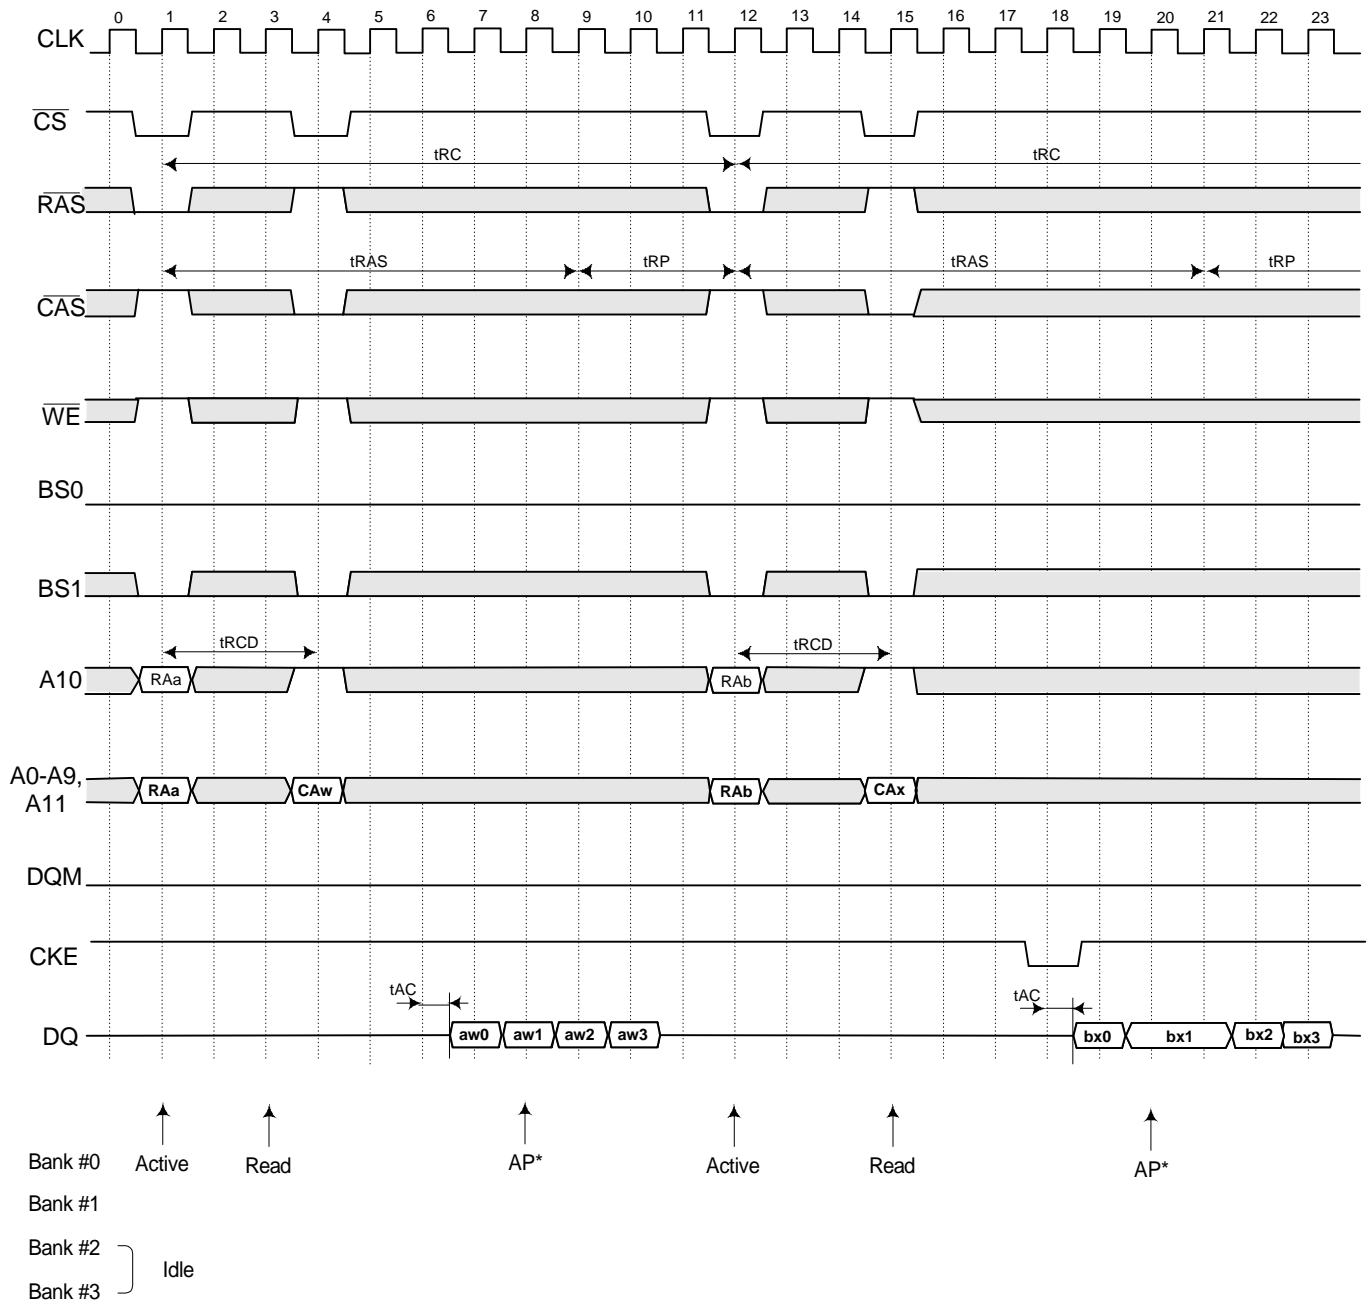 0 1 2 3 4 5 6 7 8 9 10 11 12 13 14 15 16 17 18 19 20 21 22 23
CLK
CS
tRC tRC
RAS
tRAS tRP tRAS tRP
CAS
WE
BS0
BS1
tRCD tRCD
A10 RAa RAb
A0-A9,
A11 RAa CAw RAb CAx
DQM
CKE
tAC tAC
DQ aw0 aw1 aw2 aw3 bx0 bx1 bx2 bx3
Bank #0 Active Read AP* Active Read AP*
Bank #1
Bank #2
Idle
Bank #3